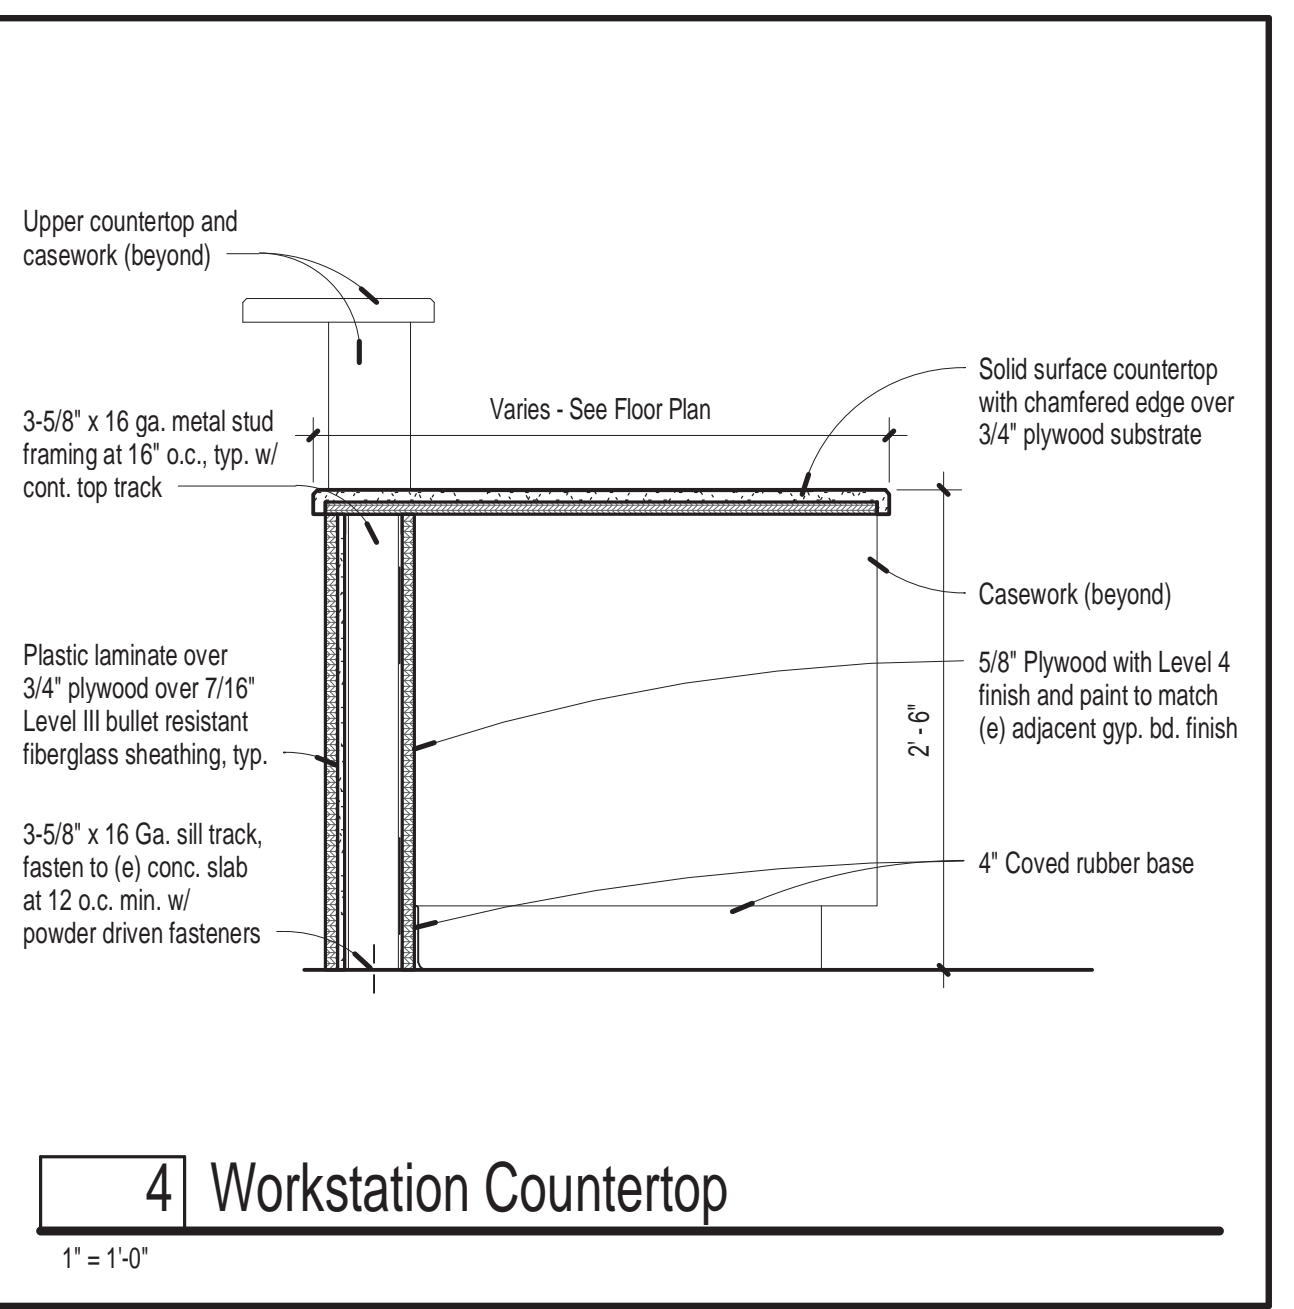 Upper countertop and
casework (beyond)
3-5/8" x 16 ga. metal stud
framing at 16" o.c., typ. w/
cont. top track
Varies - See Floor Plan
Solid surface countertop
with chamfered edge over
3/4" plywood substrate
Casework (beyond)
Plastic laminate over
3/4" plywood over 7/16"
Level III bullet resistant
fiberglass sheathing, typ.
5/8" Plywood with Level 4
finish and paint to match
(e) adjacent gyp. bd. finish
2' - 6"
3-5/8" x 16 Ga. sill track,
fasten to (e) conc. slab
at 12 o.c. min. w/
powder driven fasteners
4" Coved rubber base
4 Workstation Countertop
1" = 1'-0"